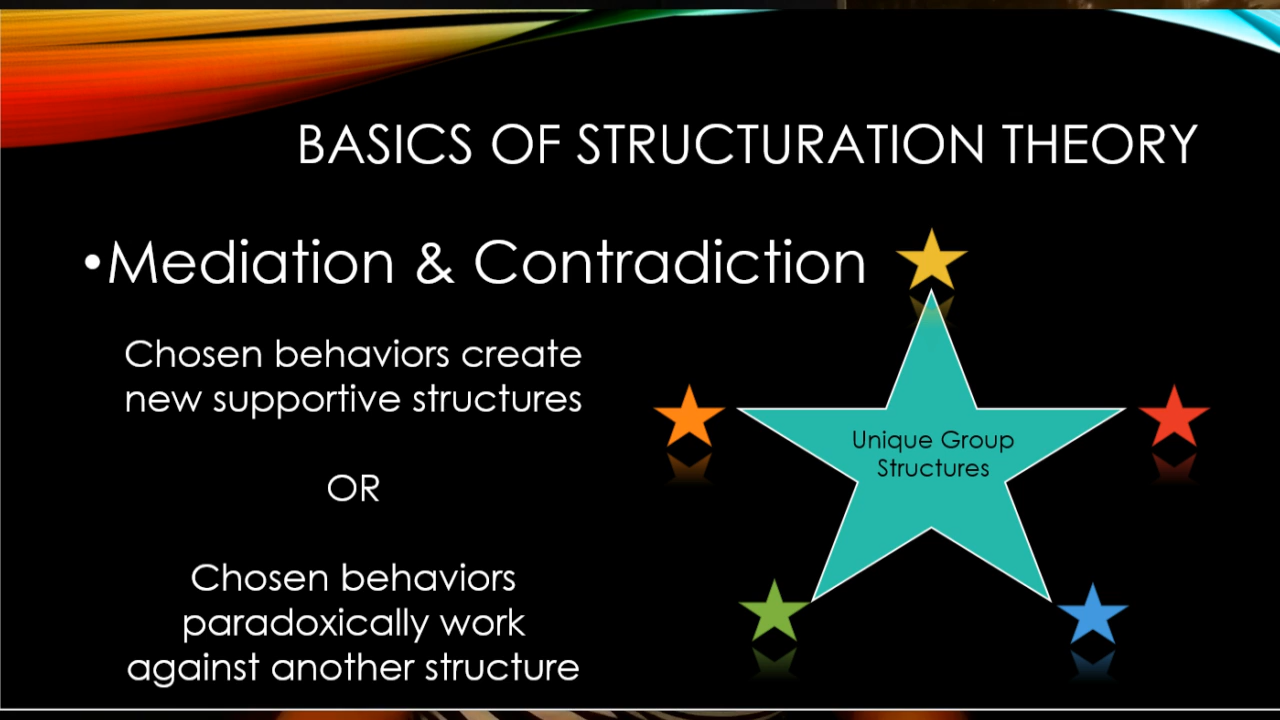 BASICS OF STRUCTURATION THEORY
•Mediation & Contradiction
Chosen behaviors create
new supportive structures
OR
Chosen behaviors
paradoxically work
against another structure
Unique Group
Structures